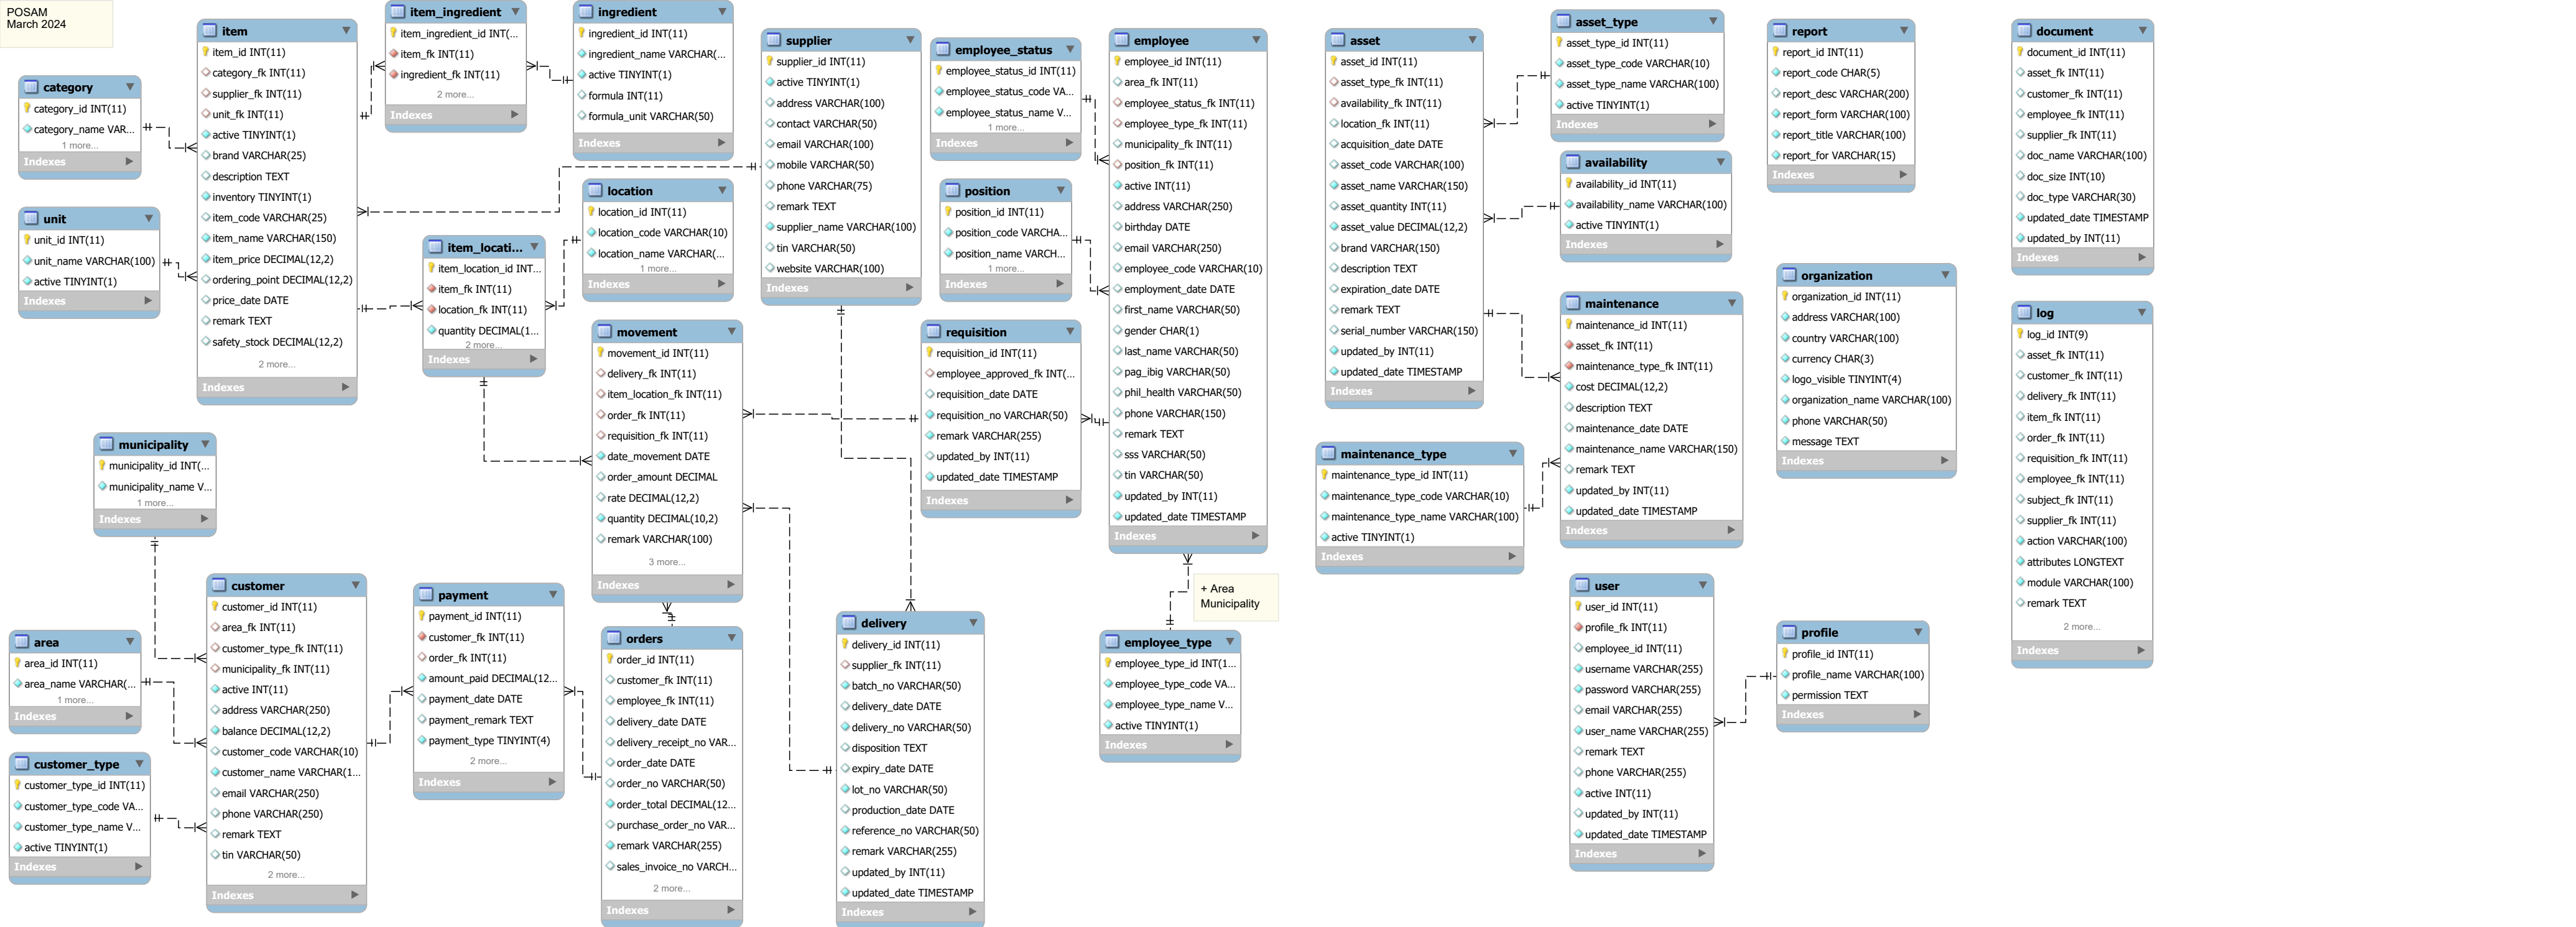 POSAM
March 2024
category
category_id INT(11)
category_name VAR...
1 more...
Indexes
unit
unit_id INT(11)
unit_name VARCHAR(100)
active TINYINT(1)
Indexes
item
item_id INT(11)
category_fk INT(11)
supplier_fk INT(11)
unit_fk INT(11)
active TINYINT(1)
brand VARCHAR(25)
description TEXT
inventory TINYINT(1)
item_code VARCHAR(25)
item_name VARCHAR(150)
item_price DECIMAL(12,2)
ordering_point DECIMAL(12,2)
price_date DATE
remark TEXT
safety_stock DECIMAL(12,2)
2 more...
Indexes
item_ingredient
item_ingredient_id INT(...
item_fk INT(11)
ingredient_fk INT(11)
2 more...
Indexes
ingredient
ingredient_id INT(11)
ingredient_name VARCHAR(...
active TINYINT(1)
formula INT(11)
formula_unit VARCHAR(50)
Indexes
location
location_id INT(11)
location_code VARCHAR(10)
location_name VARCHAR(...
1 more...
Indexes
item_locati...
item_location_id INT...
item_fk INT(11)
location_fk INT(11)
quantity DECIMAL(1...
2 more...
Indexes
supplier
supplier_id INT(11)
active TINYINT(1)
address VARCHAR(100)
contact VARCHAR(50)
email VARCHAR(100)
mobile VARCHAR(50)
phone VARCHAR(75)
remark TEXT
supplier_name VARCHAR(100)
tin VARCHAR(50)
website VARCHAR(100)
Indexes
employee_status
employee_status_id INT(11)
employee_status_code VA...
employee_status_name V...
1 more...
Indexes
position
position_id INT(11)
position_code VARCHA...
position_name VARCH...
1 more...
Indexes
employee
employee_id INT(11)
area_fk INT(11)
employee_status_fk INT(11)
employee_type_fk INT(11)
municipality_fk INT(11)
position_fk INT(11)
active INT(11)
address VARCHAR(250)
birthday DATE
email VARCHAR(250)
employee_code VARCHAR(10)
employment_date DATE
first_name VARCHAR(50)
gender CHAR(1)
last_name VARCHAR(50)
pag_ibig VARCHAR(50)
phil_health VARCHAR(50)
phone VARCHAR(150)
remark TEXT
sss VARCHAR(50)
tin VARCHAR(50)
updated_by INT(11)
updated_date TIMESTAMP
Indexes
movement
movement_id INT(11)
delivery_fk INT(11)
item_location_fk INT(11)
order_fk INT(11)
requisition_fk INT(11)
date_movement DATE
order_amount DECIMAL
rate DECIMAL(12,2)
quantity DECIMAL(10,2)
remark VARCHAR(100)
3 more...
Indexes
requisition
requisition_id INT(11)
employee_approved_fk INT(...
requisition_date DATE
requisition_no VARCHAR(50)
remark VARCHAR(255)
updated_by INT(11)
updated_date TIMESTAMP
Indexes
municipality
municipality_id INT(...
municipality_name V...
1 more...
Indexes
area
area_id INT(11)
area_name VARCHAR(...
1 more...
Indexes
customer_type
customer_type_id INT(11)
customer_type_code VA...
customer_type_name V...
active TINYINT(1)
Indexes
customer
customer_id INT(11)
area_fk INT(11)
customer_type_fk INT(11)
municipality_fk INT(11)
active INT(11)
address VARCHAR(250)
balance DECIMAL(12,2)
customer_code VARCHAR(10)
customer_name VARCHAR(1...
email VARCHAR(250)
phone VARCHAR(250)
remark TEXT
tin VARCHAR(50)
2 more...
Indexes
payment
payment_id INT(11)
customer_fk INT(11)
order_fk INT(11)
amount_paid DECIMAL(12...
payment_date DATE
payment_remark TEXT
payment_type TINYINT(4)
2 more...
Indexes
orders
order_id INT(11)
customer_fk INT(11)
employee_fk INT(11)
delivery_date DATE
delivery_receipt_no VAR...
order_date DATE
order_no VARCHAR(50)
order_total DECIMAL(12...
purchase_order_no VAR...
remark VARCHAR(255)
sales_invoice_no VARCH...
2 more...
Indexes
delivery
delivery_id INT(11)
supplier_fk INT(11)
batch_no VARCHAR(50)
delivery_date DATE
delivery_no VARCHAR(50)
disposition TEXT
expiry_date DATE
lot_no VARCHAR(50)
production_date DATE
reference_no VARCHAR(50)
remark VARCHAR(255)
updated_by INT(11)
updated_date TIMESTAMP
Indexes
+ Area
Municipality
employee_type
employee_type_id INT(1...
employee_type_code VA...
employee_type_name V...
active TINYINT(1)
Indexes
asset
asset_id INT(11)
asset_type_fk INT(11)
availability_fk INT(11)
location_fk INT(11)
acquisition_date DATE
asset_code VARCHAR(100)
asset_name VARCHAR(150)
asset_quantity INT(11)
asset_value DECIMAL(12,2)
brand VARCHAR(150)
description TEXT
expiration_date DATE
remark TEXT
serial_number VARCHAR(150)
updated_by INT(11)
updated_date TIMESTAMP
Indexes
asset_type
asset_type_id INT(11)
asset_type_code VARCHAR(10)
asset_type_name VARCHAR(100)
active TINYINT(1)
Indexes
availability
availability_id INT(11)
availability_name VARCHAR(100)
active TINYINT(1)
Indexes
maintenance
maintenance_id INT(11)
asset_fk INT(11)
maintenance_type_fk INT(11)
cost DECIMAL(12,2)
description TEXT
maintenance_date DATE
maintenance_name VARCHAR(150)
remark TEXT
updated_by INT(11)
updated_date TIMESTAMP
Indexes
maintenance_type
maintenance_type_id INT(11)
maintenance_type_code VARCHAR(10)
maintenance_type_name VARCHAR(100)
active TINYINT(1)
Indexes
user
user_id INT(11)
profile_fk INT(11)
employee_id INT(11)
username VARCHAR(255)
password VARCHAR(255)
email VARCHAR(255)
user_name VARCHAR(255)
remark TEXT
phone VARCHAR(255)
active INT(11)
updated_by INT(11)
updated_date TIMESTAMP
Indexes
profile
profile_id INT(11)
profile_name VARCHAR(100)
permission TEXT
Indexes
report
report_id INT(11)
report_code CHAR(5)
report_desc VARCHAR(200)
report_form VARCHAR(100)
report_title VARCHAR(100)
report_for VARCHAR(15)
Indexes
organization
organization_id INT(11)
address VARCHAR(100)
country VARCHAR(100)
currency CHAR(3)
logo_visible TINYINT(4)
organization_name VARCHAR(100)
phone VARCHAR(50)
message TEXT
Indexes
document
document_id INT(11)
asset_fk INT(11)
customer_fk INT(11)
employee_fk INT(11)
supplier_fk INT(11)
doc_name VARCHAR(100)
doc_size INT(10)
doc_type VARCHAR(30)
updated_date TIMESTAMP
updated_by INT(11)
Indexes
log
log_id INT(9)
asset_fk INT(11)
customer_fk INT(11)
delivery_fk INT(11)
item_fk INT(11)
order_fk INT(11)
requisition_fk INT(11)
employee_fk INT(11)
subject_fk INT(11)
supplier_fk INT(11)
action VARCHAR(100)
attributes LONGTEXT
module VARCHAR(100)
remark TEXT
2 more...
Indexes